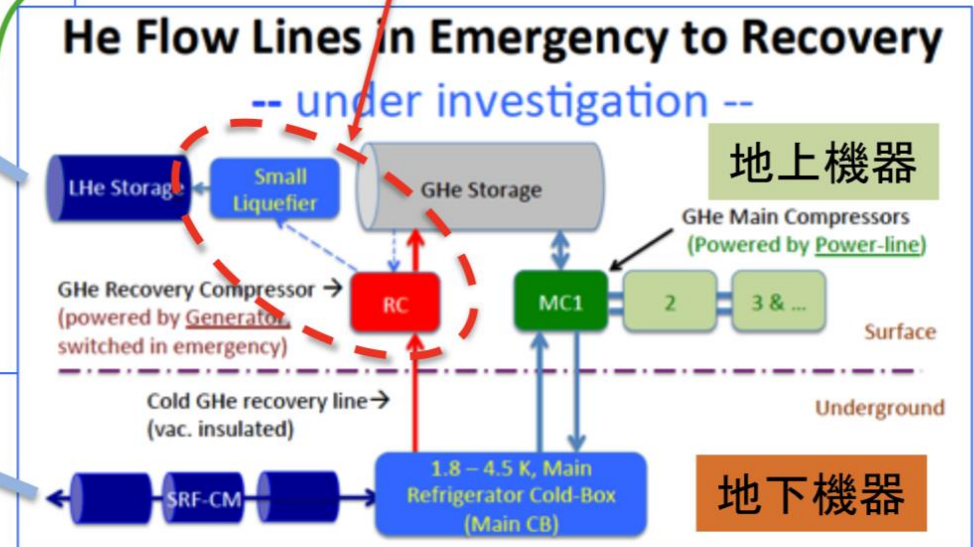 He Flow Lines in Emergency to Recovery
-- under investigation --
地上機器
LHe Storage
Small
Liquefier
GHe Storage
GHe Main Compressors
(Powered by Power-line)
GHe Recovery Compressor →
(powered by Generator,
switched in emergency)
RC
MC1
2
3 & ...
Surface
Cold GHe recovery line→
(vac. insulated)
Underground
SRF-CM
1.8 – 4.5 K, Main
Refrigerator Cold-Box
(Main CB)
地下機器